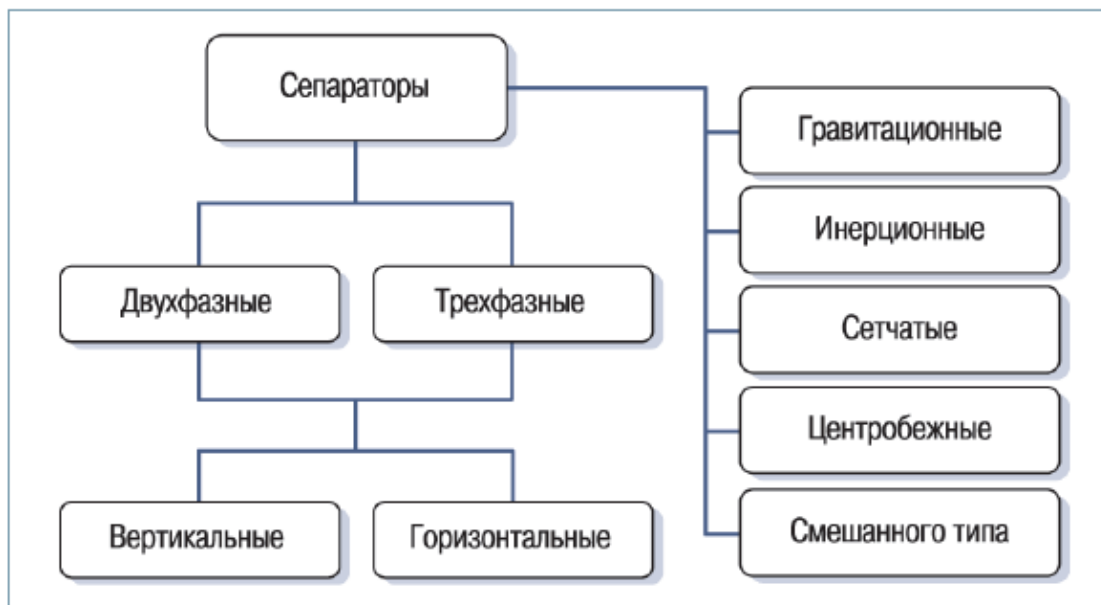 Сепараторы
Гравитационные
Инерционные
Двухфазные
Трехфазные
Сетчатые
Центробежные
Вертикальные
Горизонтальные
Смешанного типа